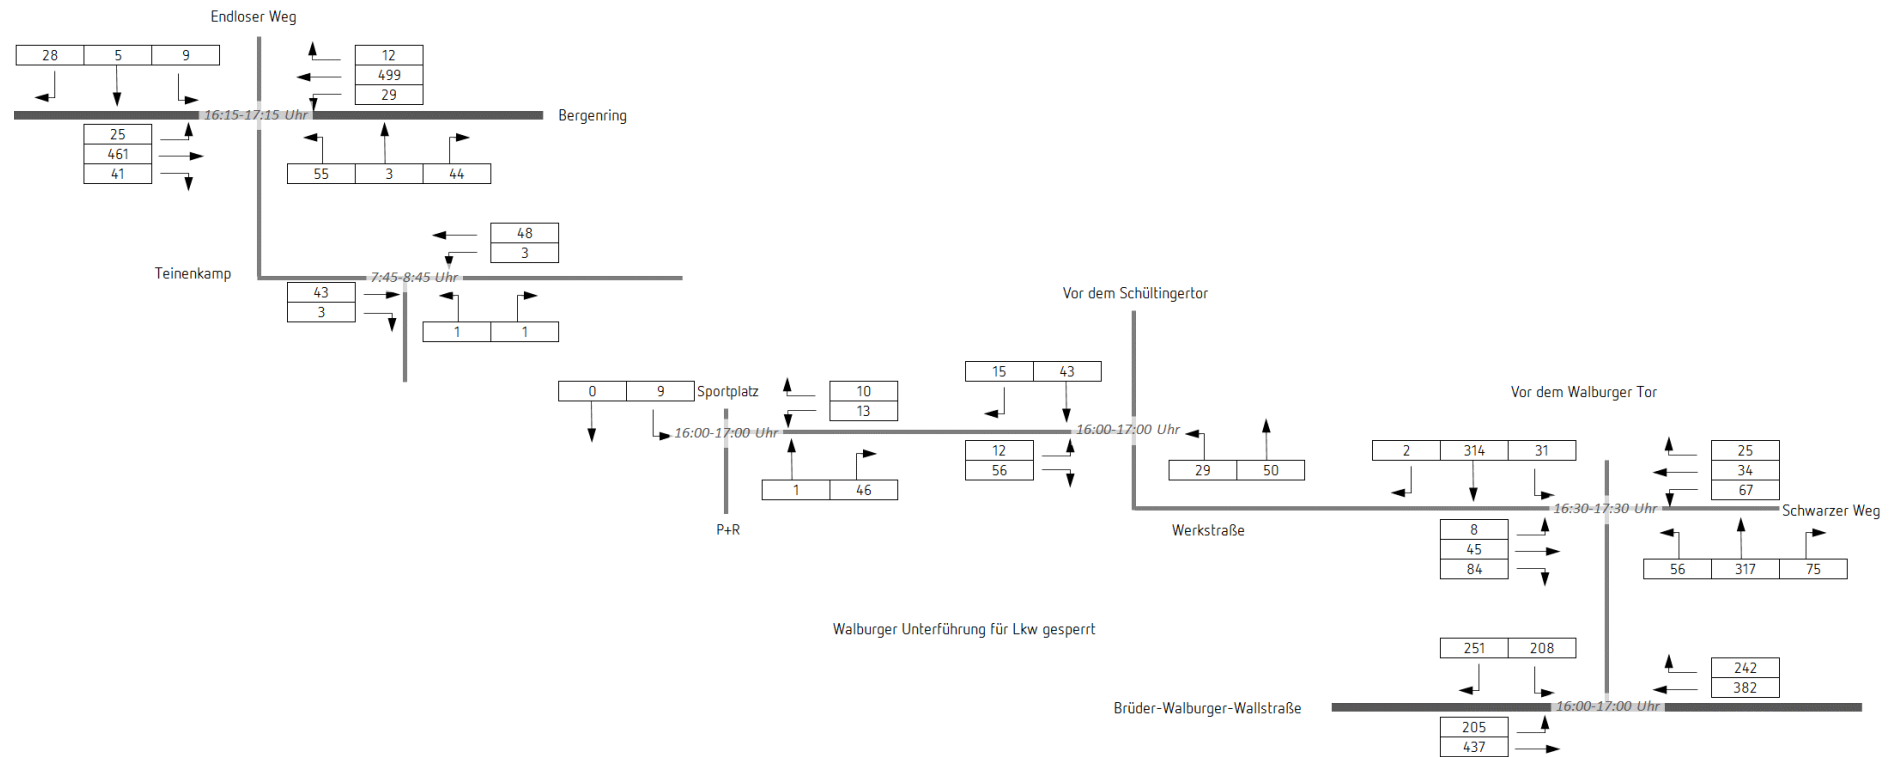 Endloser Weg
28 5 9
12
499
29
16:15-17:15 Uhr
Bergenring
25
461
41
55 3 44
48
3
Teinenkamp
7:45-8:45 Uhr
43
3
1 1
Vor dem Schültingertor
15 43
0 9
Sportplatz
10
13
16:00-17:00 Uhr
16:00-17:00 Uhr
12
56
29 50
1 46
P+R
Werkstraße
Vor dem Walburger Tor
2 314 31
25
34
67
16:30-17:30 Uhr
Schwarzer Weg
8
45
84
56 317 75
Walburger Unterführung für Lkw gesperrt
251 208
242
382
Brüder-Walburger-Wallstraße
16:00-17:00 Uhr
205
437